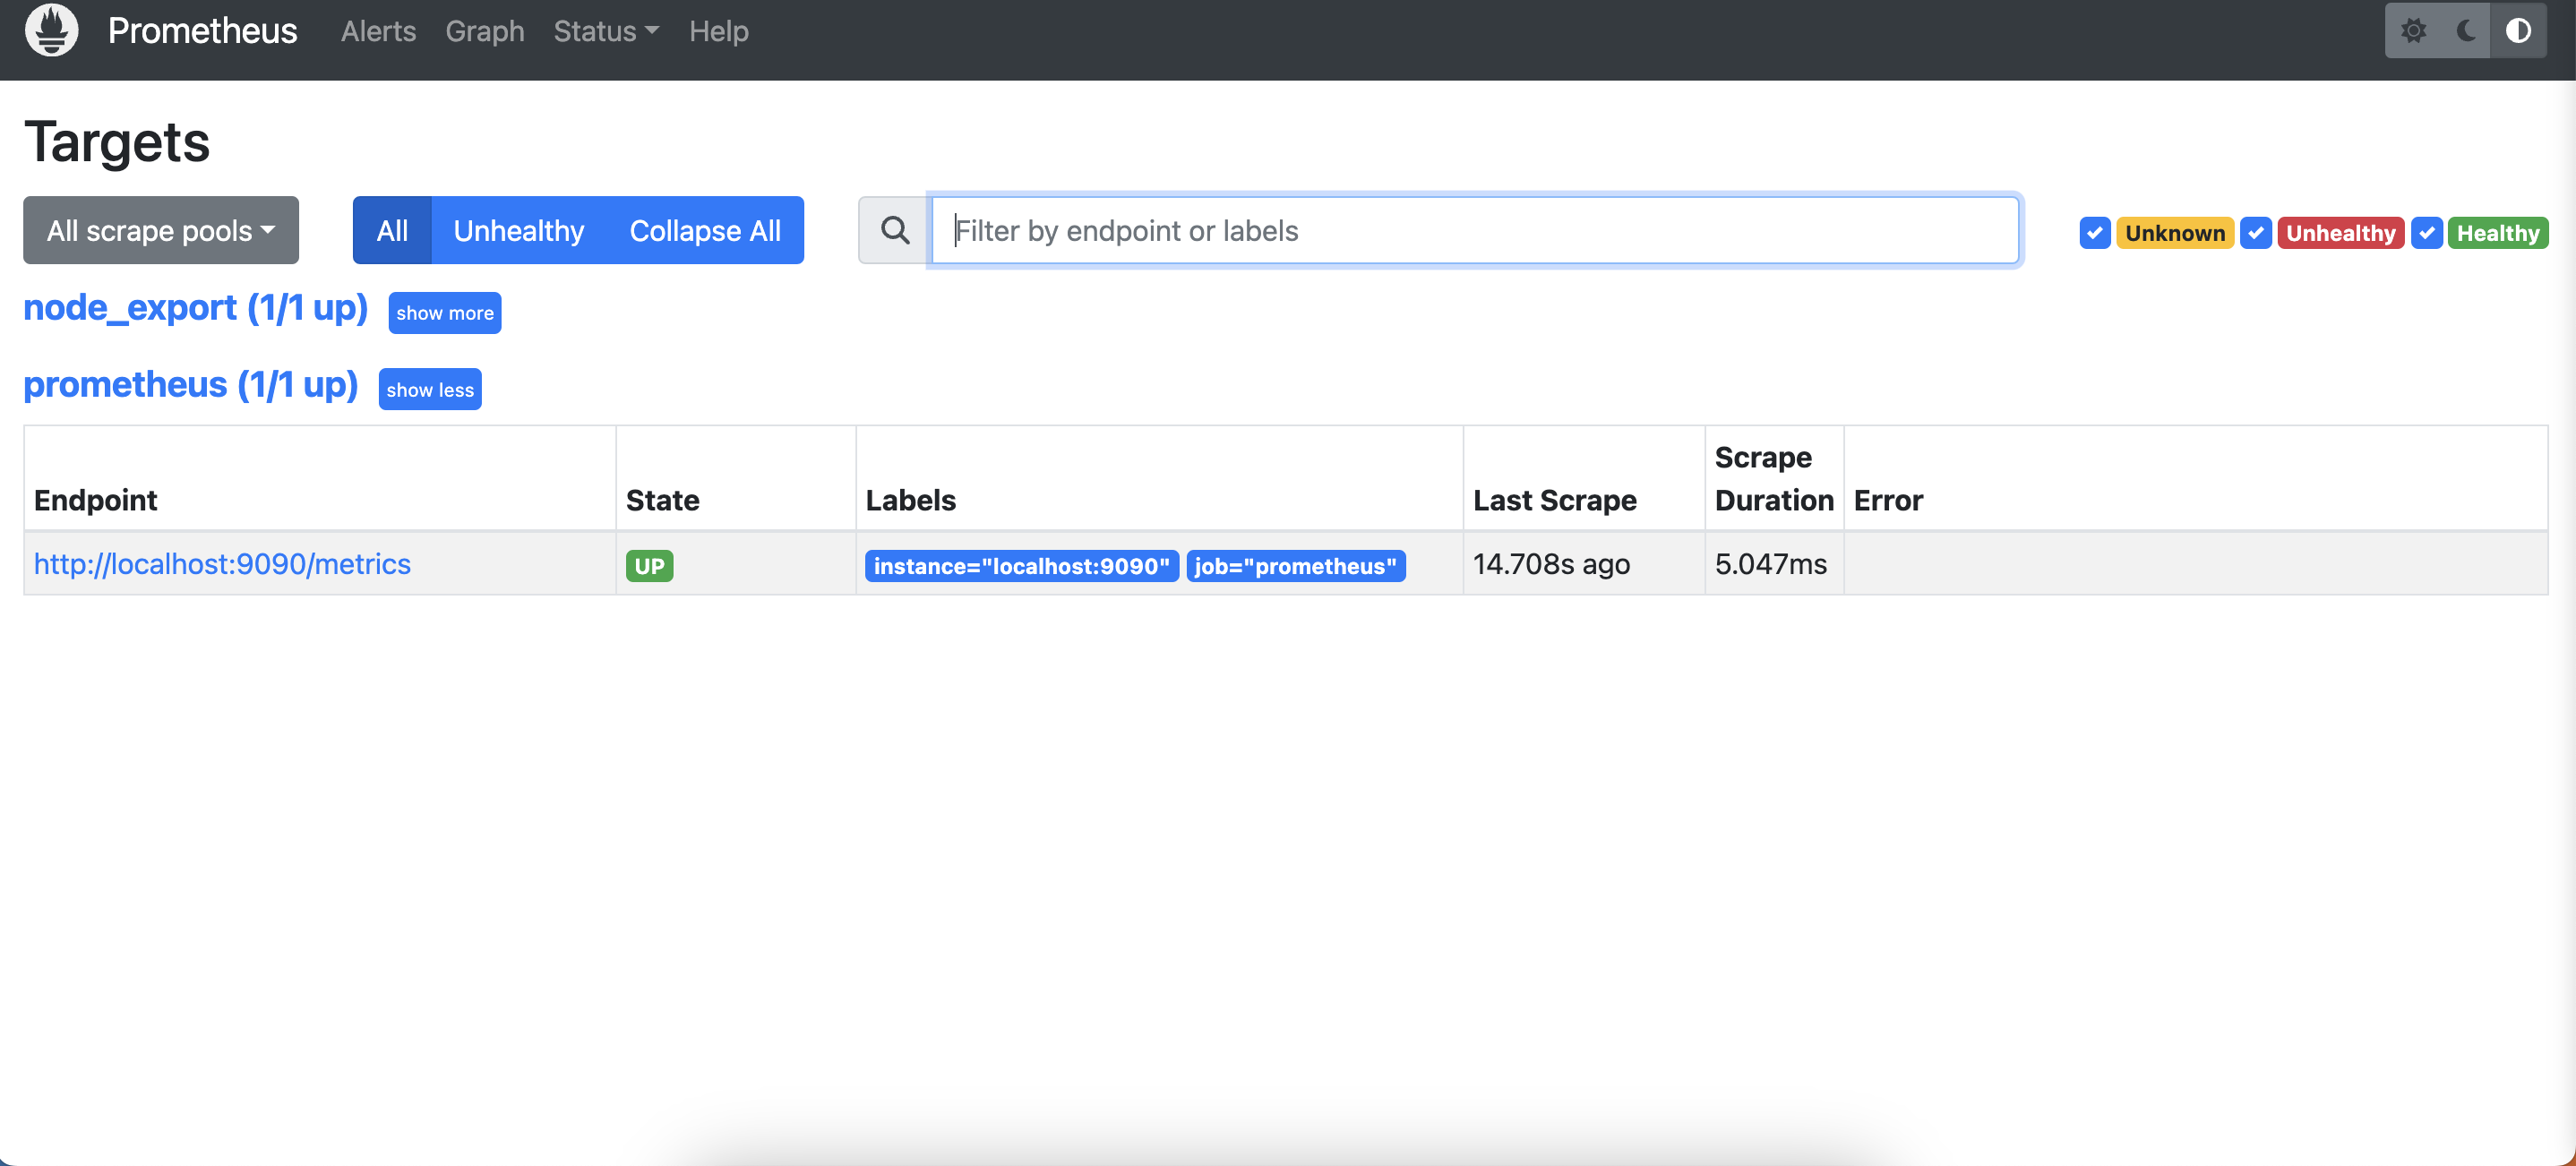 Prometheus Alerts Graph Status Help
Targets
All scrape pools All Unhealthy Collapse All Filter by endpoint or labels Unknown Unhealthy Healthy
node_export (1/1 up) show more
prometheus (1/1 up) show less
Endpoint State Labels Last Scrape Scrape Duration Error
http://localhost:9090/metrics UP instance="localhost:9090" job="prometheus" 14.708s ago 5.047ms